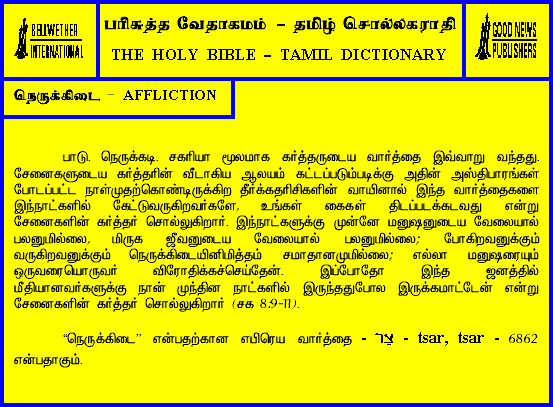 BELLWETHER
INTERNATIONAL
பரிசுத்த வேதாகமம் – தமிழ் சொல்லகராதி
THE HOLY BIBLE – TAMIL DICTIONARY
GOOD NEWS
PUBLISHERS
நெருக்கிடை – AFFLICTION
பாடு. நெருக்கடி. சகரியா மூலமாக கர்த்தருடைய வார்த்தை இவ்வாறு வந்தது.
சேனைகளுடைய கர்த்தரின் வீடாகிய ஆலயம் கட்டப்படும்படிக்கு அதின் அஸ்திபாரங்கள்
போடப்பட்ட நாள்முதற்கொண்டிருக்கிற தீர்க்கதரிசிகளின் வாயினால் இந்த வார்த்தைகளை
இந்நாட்களில் கேட்டுவருகிறவர்களே, உங்கள் கைகள் திடப்படக்கடவது என்று
சேனைகளின் கர்த்தர் சொல்லுகிறார். இந்நாட்களுக்கு முன்னே மனுஷனுடைய வேலையால்
பலனுமில்லை, மிருக ஜீவனுடைய வேலையால் பலனுமில்லை; போகிறவனுக்கும்
வருகிறவனுக்கும் நெருக்கிடையினிமித்தம் சமாதானமுமில்லை; எல்லா மனுஷரையும்
ஒருவரையொருவர் விரோதிக்கச்செய்தேன். இப்போதோ இந்த ஜனத்தில்
மீதியானவர்களுக்கு நான் முந்தின நாட்களில் இருந்ததுபோல இருக்கமாட்டேன் என்று
சேனைகளின் கர்த்தர் சொல்லுகிறார் (சக 8:9-11).
“நெருக்கிடை” என்பதற்கான எபிரெய வார்த்தை - צַר - tsar, tsar - 6862
என்பதாகும்.